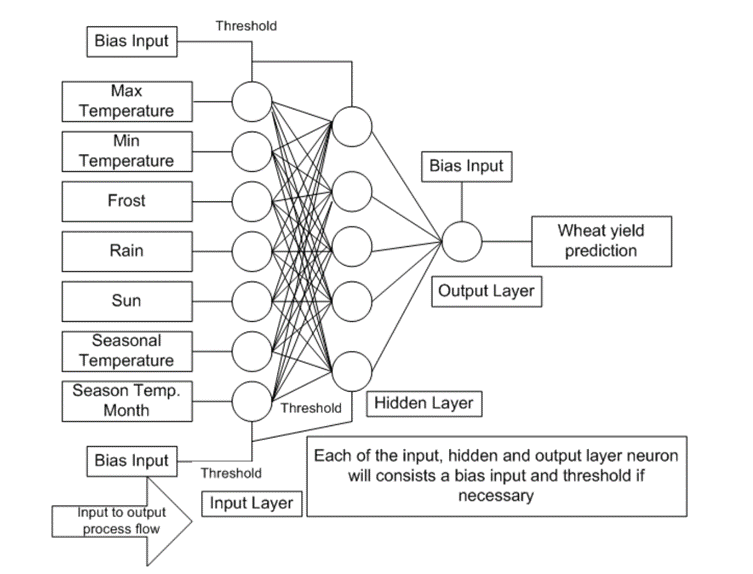 Threshold
Bias Input
Max
Temperature
Min
Temperature
Frost
Rain
Sun
Seasonal
Temperature
Season Temp.
Month
Bias Input
Wheat yield
prediction
Output Layer
Threshold
Hidden Layer
Bias Input
Threshold
Each of the input, hidden and output layer neuron
will consists a bias input and threshold if
necessary
Input Layer
Input to output
process flow